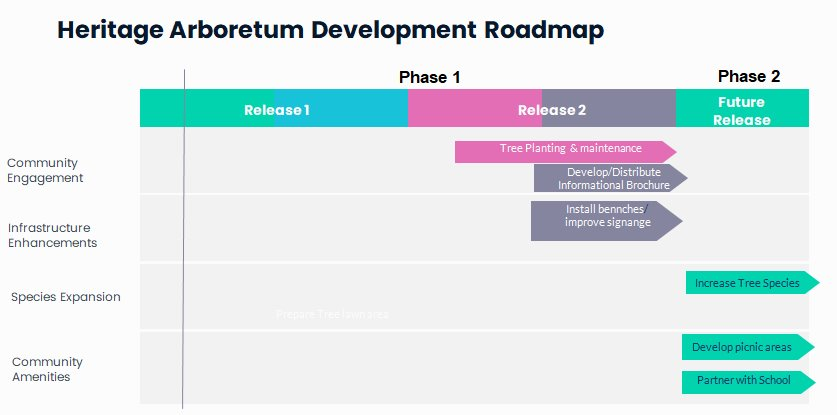 Heritage Arboretum Development Roadmap
Phase 1
Phase 2
Release 1
Release 2
Future
Release
Community
Engagement
Tree Planting & maintenance
Develop/Distribute
Informational Brochure
Infrastructure
Enhancements
Install bennches/
improve signange
Species Expansion
Increase Tree Species
Prepare Tree lawn area
Community
Amenities
Develop picnic areas
Partner with School